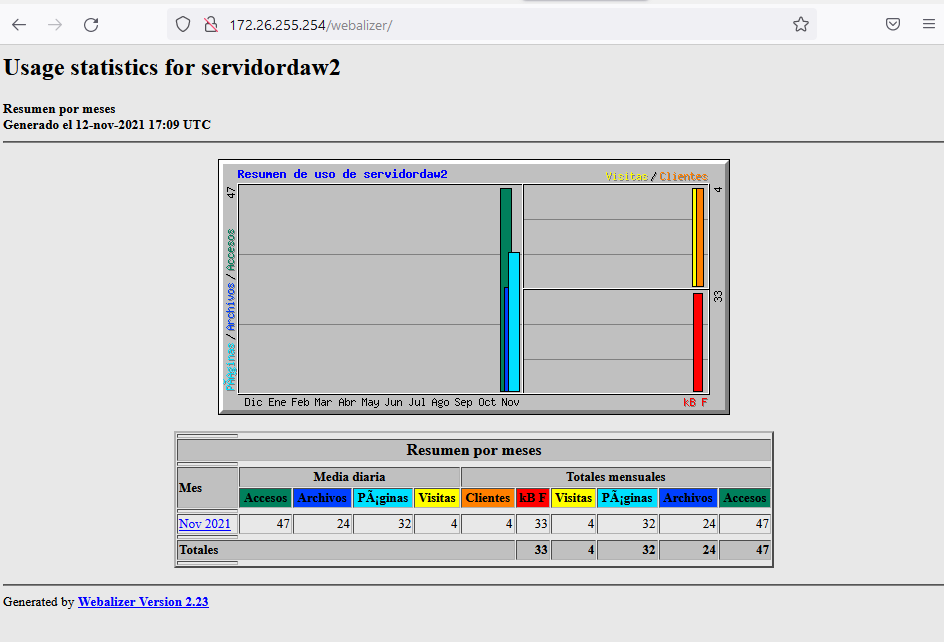 172.26.255.254/webalizer/
Usage statistics for servidordaw2
Resumen por meses
Generado el 12-nov-2021 17:09 UTC
Resumen de uso de servidordaw2
Visitas / Clientes
47
4
PÃ¡ginas / Archivos / Accesos
33
Dic Ene Feb Mar Abr May Jun Jul Ago Sep Oct Nov
kB F
Resumen por meses
Mes
Media diaria Totales mensuales
Accesos Archivos PÃ¡ginas Visitas Clientes kB F Visitas PÃ¡ginas Archivos Accesos
Nov 2021 47 24 32 4 4 33 4 32 24 47
Totales 33 4 32 24 47
Generated by Webalizer Version 2.23